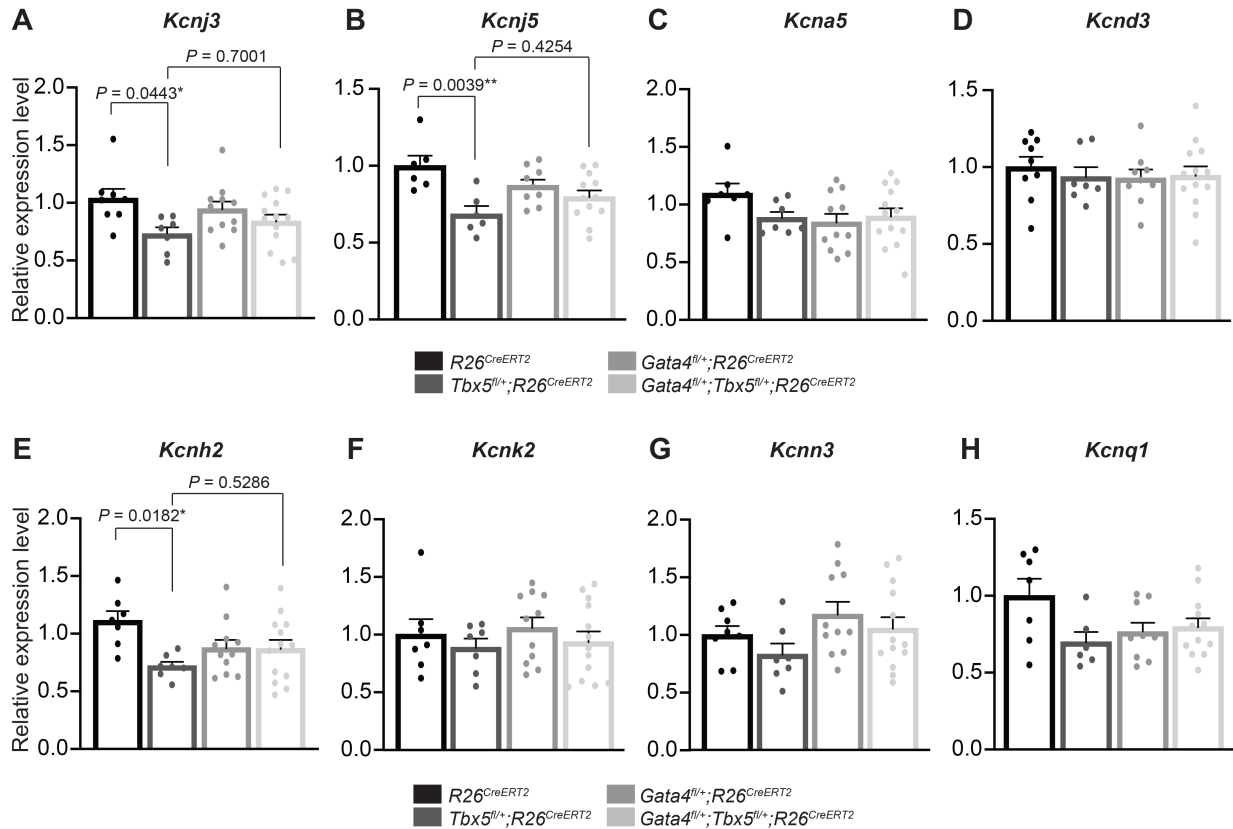 A Kcnj3
B Kcnj5
C Kcna5
D Kcnd3
P = 0.7001
P = 0.4254
P = 0.0443*
P = 0.0039**
Relative expression level
2.0
1.5
1.0
0.5
0.0
1.5
1.0
0.5
0.0
2.0
1.5
1.0
0.5
0.0
1.5
1.0
0.5
0.0
R26CreERT2
Gata4fl/+;R26CreERT2
Tbx5fl/+;R26CreERT2
Gata4fl/+;Tbx5fl/+;R26CreERT2
E Kcnh2
F Kcnk2
G Kcnn3
H Kcnq1
P = 0.5286
P = 0.0182*
Relative expression level
2.0
1.5
1.0
0.5
0.0
2.0
1.5
1.0
0.5
0.0
2.0
1.5
1.0
0.5
0.0
1.5
1.0
0.5
0.0
R26CreERT2
Gata4fl/+;R26CreERT2
Tbx5fl/+;R26CreERT2
Gata4fl/+;Tbx5fl/+;R26CreERT2